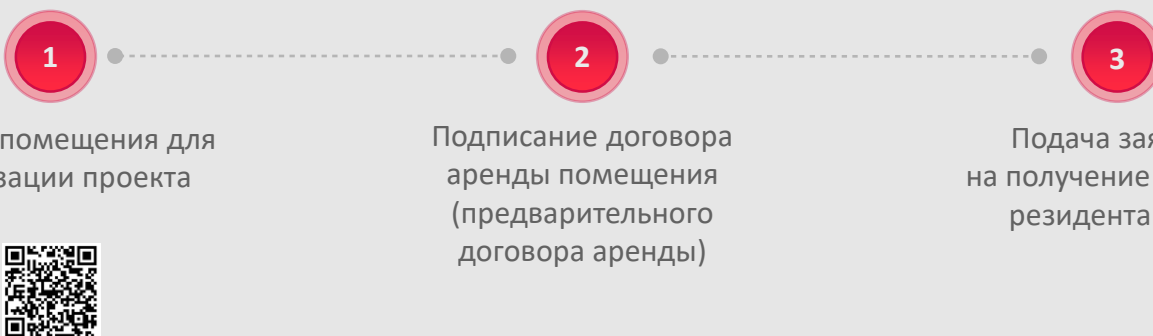 1
2
3
помещения для
зации проекта
Подписание договора
аренды помещения
(предварительного
договора аренды)
Подача зая
на получение
резидента